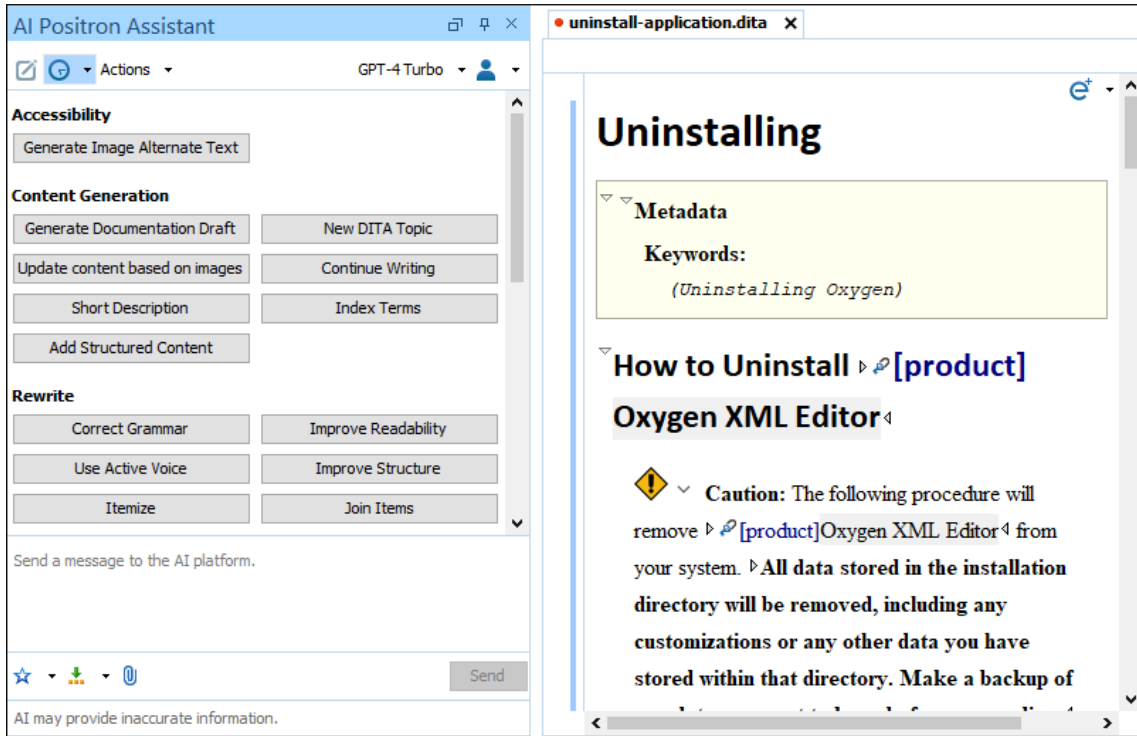 AI Positron Assistant
Actions
GPT-4 Turbo
Accessibility
Generate Image Alternate Text
Content Generation
Generate Documentation Draft
New DITA Topic
Update content based on images
Continue Writing
Short Description
Index Terms
Add Structured Content
Rewrite
Correct Grammar
Improve Readability
Use Active Voice
Improve Structure
Itemize
Join Items
Send a message to the AI platform.
Send
AI may provide inaccurate information.
uninstall-application.dita
Uninstalling
Metadata
Keywords:
(Uninstalling Oxygen)
How to Uninstall [product]
Oxygen XML Editor
Caution: The following procedure will
remove [product]Oxygen XML Editor from
your system. All data stored in the installation
directory will be removed, including any
customizations or any other data you have
stored within that directory. Make a backup of